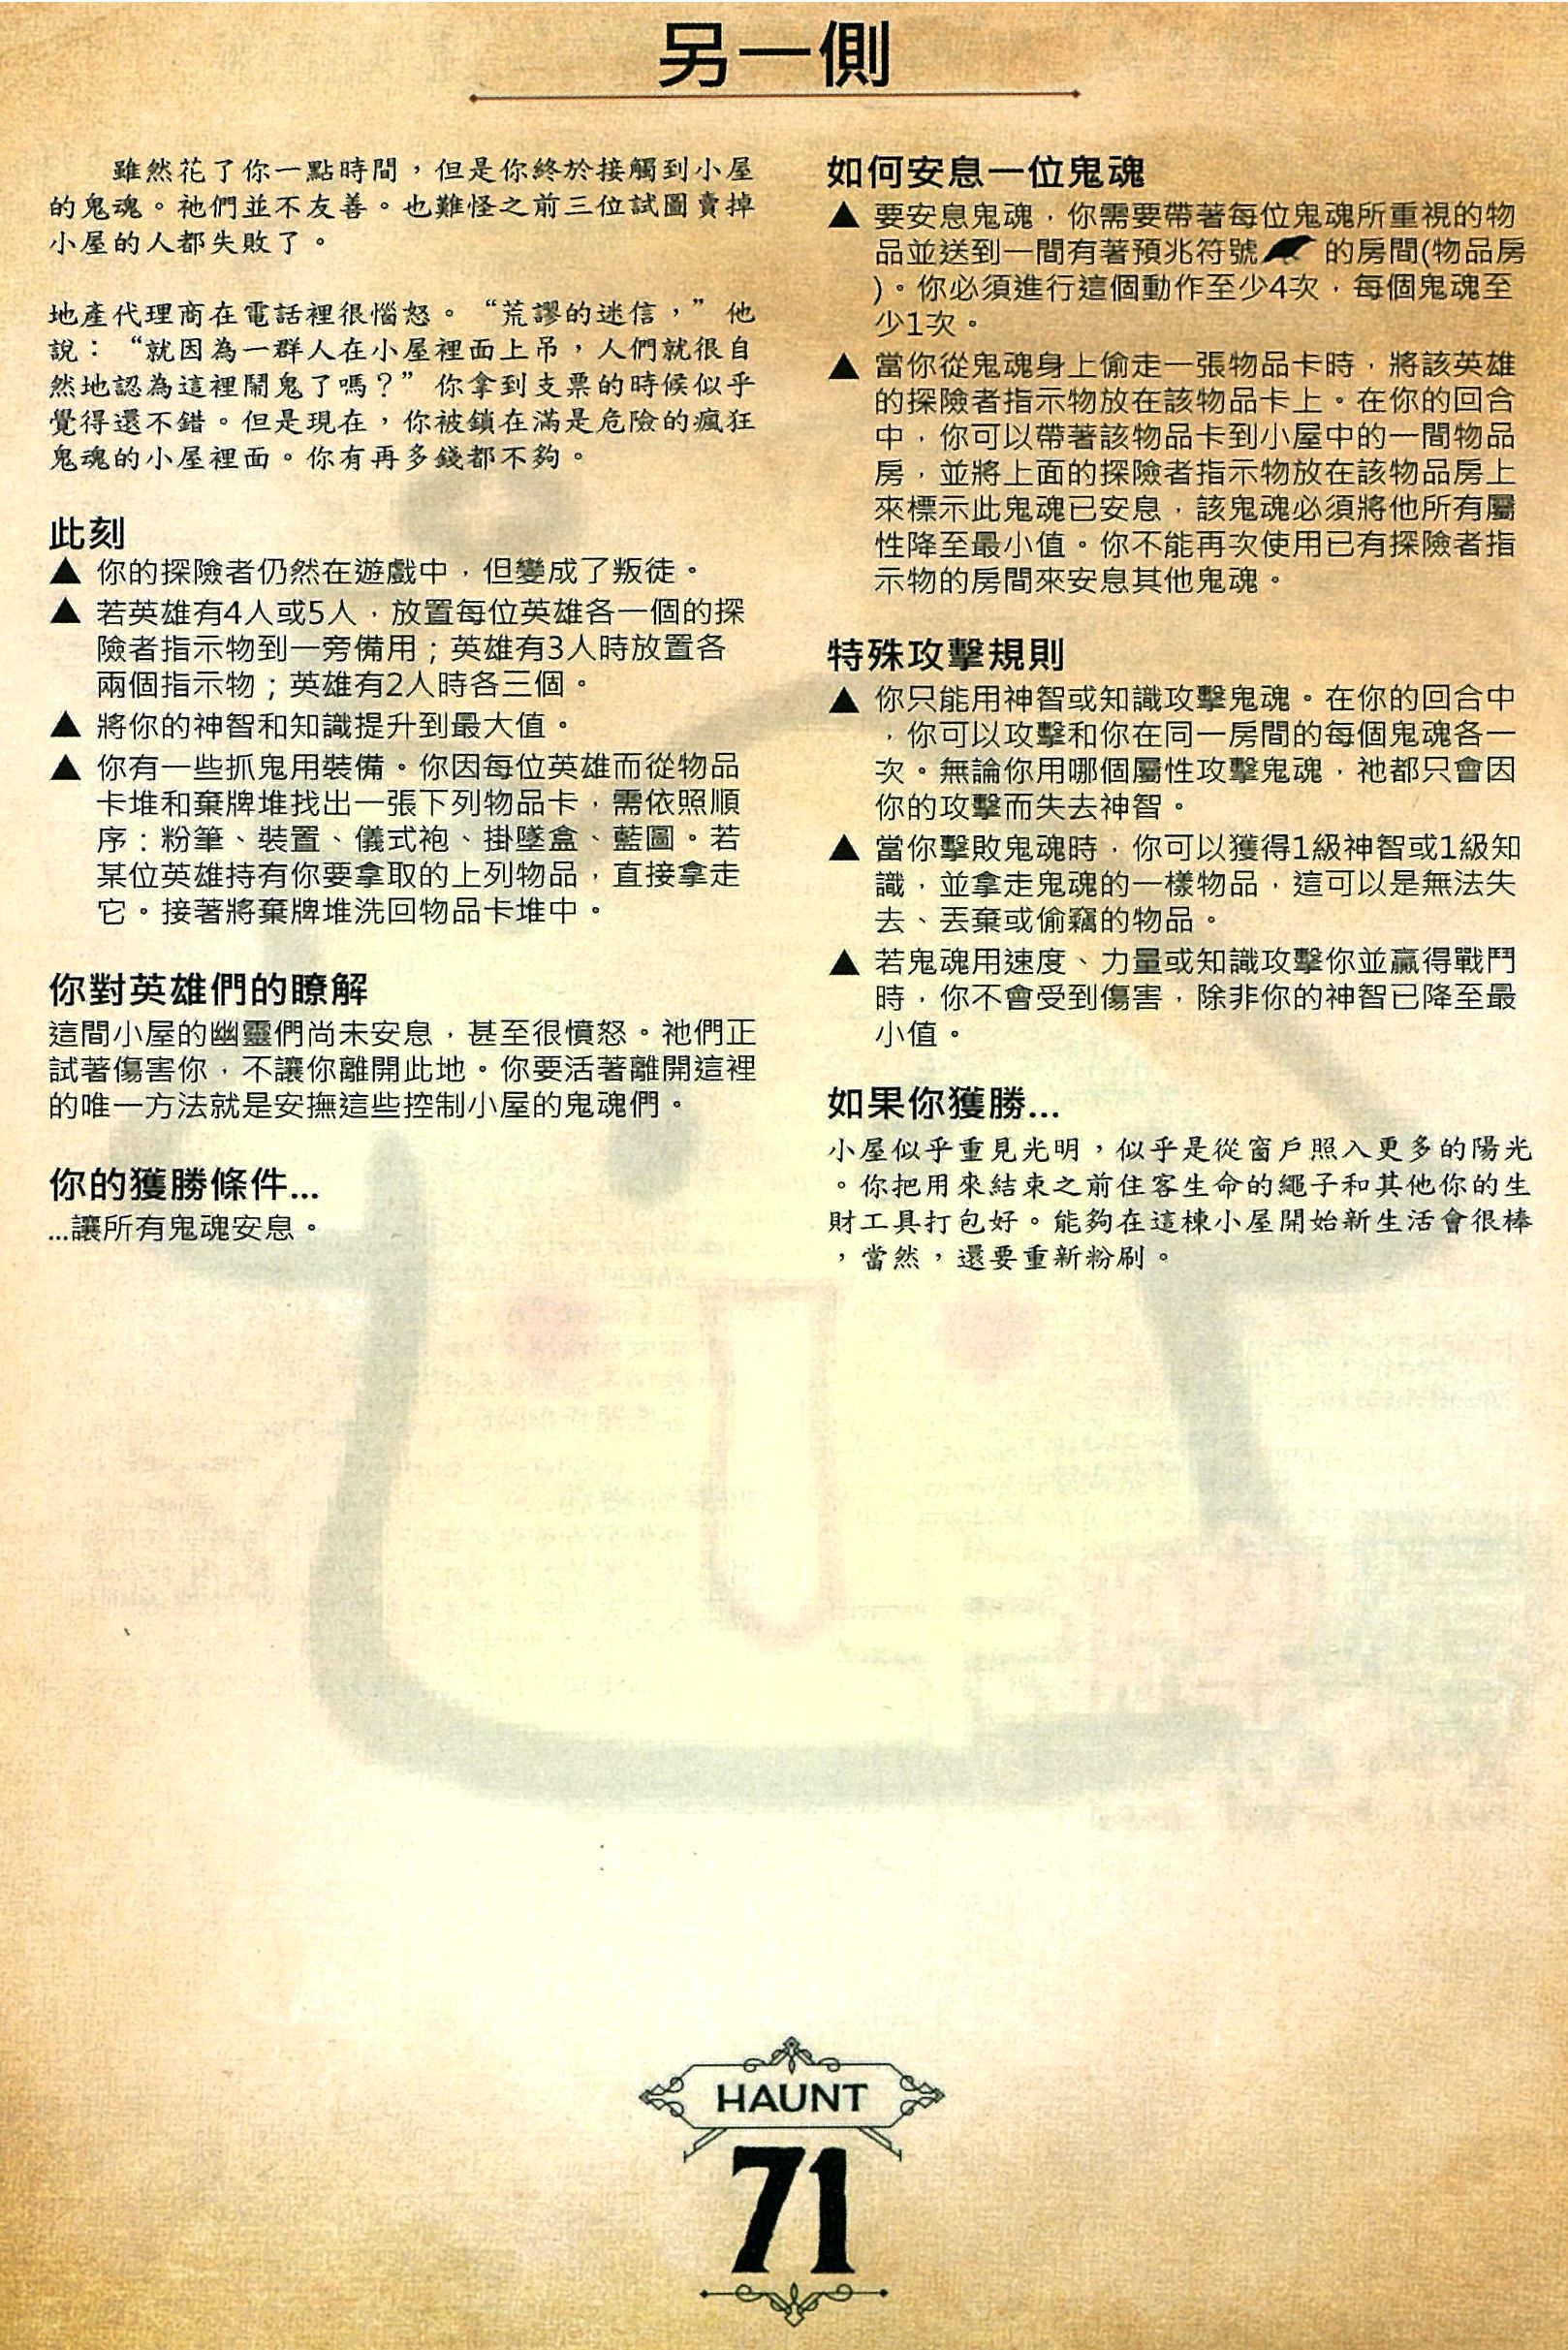 另一側
雖然花了你一點時間，但是你終於接觸到小屋
的鬼魂。祂們並不友善。也難怪之前三位試圖賣掉
小屋的人都失敗了。
地產代理商在電話裡很惱怒。“荒謬的迷信，”他
說：“就因為一群人在小屋裡面上吊，人們就很自
然地認為這裡鬧鬼了嗎？”你拿到支票的時候似乎
覺得還不錯。但是現在，你被鎖在滿是危險的瘋狂
鬼魂的小屋裡面。你有再多錢都不夠。
此刻
▲ 你的探險者仍然在遊戲中，但變成了叛徒。
▲ 若英雄有4人或5人，放置每位英雄各一個的探
險者指示物到一旁備用；英雄有3人時放置各
兩個指示物；英雄有2人時各三個。
▲ 將你的神智和知識提升到最大值。
▲ 你有一些抓鬼用裝備。你因每位英雄而從物品
卡堆和棄牌堆找出一張下列物品卡，需依照順
序：粉筆、裝置、儀式袍、掛墜盒、藍圖。若
某位英雄持有你要拿取的上列物品，直接拿走
它。接著將棄牌堆洗回物品卡堆中。
你對英雄們的瞭解
這間小屋的幽靈們尚未安息，甚至很憤怒。祂們正
試著傷害你，不讓你離開此地。你要活著離開這裡
的唯一方法就是安撫這些控制小屋的鬼魂們。
你的獲勝條件...
...讓所有鬼魂安息。
如何安息一位鬼魂
▲ 要安息鬼魂，你需要帶著每位鬼魂所重視的物
品並送到一間有著預兆符號 的房間(物品房
)。你必須進行這個動作至少4次，每個鬼魂至
少1次。
▲ 當你從鬼魂身上偷走一張物品卡時，將該英雄
的探險者指示物放在該物品卡上。在你的回合
中，你可以帶著該物品卡到小屋中的一間物品
房，並將上面的探險者指示物放在該物品房上
來標示此鬼魂已安息，該鬼魂必須將他所有屬
性降至最小值。你不能再次使用已有探險者指
示物的房間來安息其他鬼魂。
特殊攻擊規則
▲ 你只能用神智或知識攻擊鬼魂。在你的回合中
，你可以攻擊和你在同一房間的每個鬼魂各一
次。無論你用哪個屬性攻擊鬼魂，祂都只會因
你的攻擊而失去神智。
▲ 當你擊敗鬼魂時，你可以獲得1級神智或1級知
識，並拿走鬼魂的一樣物品，這可以是無法失
去、丟棄或偷竊的物品。
▲ 若鬼魂用速度、力量或知識攻擊你並贏得戰鬥
時，你不會受到傷害，除非你的神智已降至最
小值。
如果你獲勝...
小屋似乎重見光明，似乎是從窗戶照入更多的陽光
。你把用來結束之前住客生命的繩子和其他你的生
財工具打包好。能夠在這棟小屋開始新生活會很棒
，當然，還要重新粉刷。
HAUNT
71